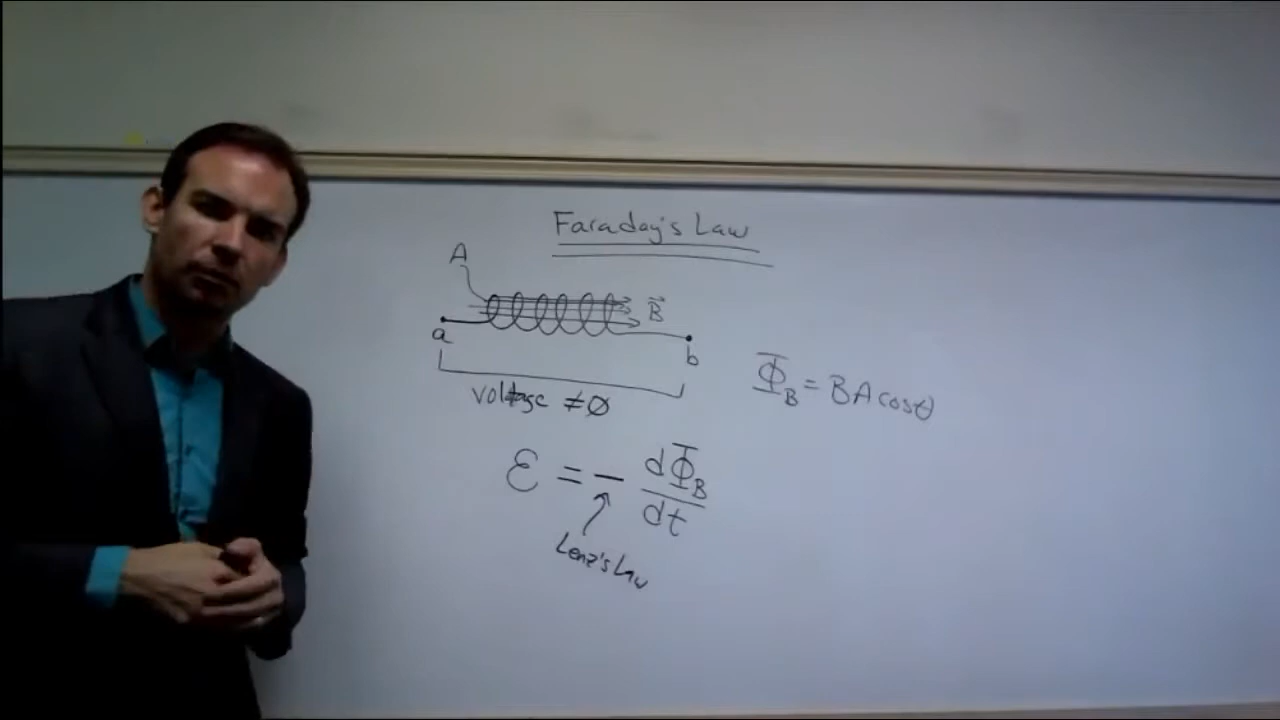 Faraday's Law
A
B⃗
a
b
voltage ≠ 0
Φ_B = BA cosθ
ℰ = - dΦ_B/dt
Lenz's Law